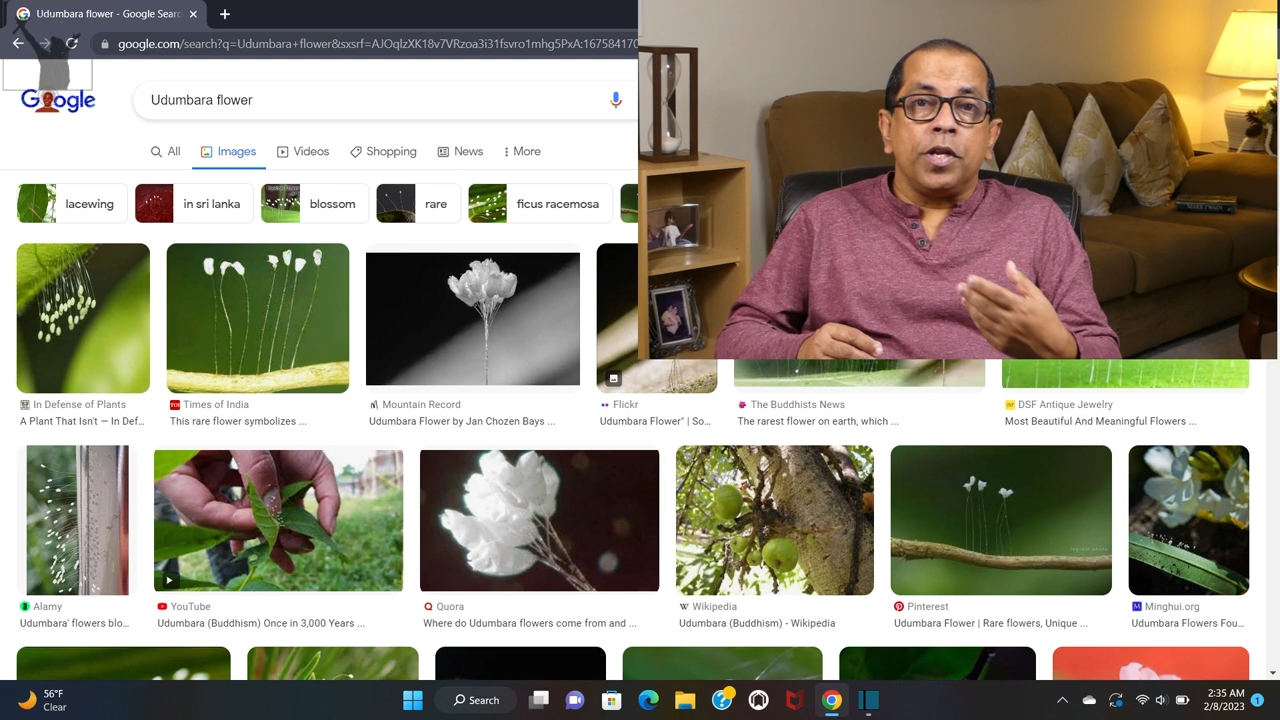 Udumbara flower - Google Searc
google.com/search?q=Udumbara+flower&sxsrf=AJOqlzXK18v7VRzoa3i31fsvro1mhg5PxA:167584170
Google
Udumbara flower
All
Images
Videos
Shopping
News
More
lacewing
in sri lanka
blossom
rare
ficus racemosa
In Defense of Plants
A Plant That Isn't — In Def...
Times of India
This rare flower symbolizes ...
Mountain Record
Udumbara Flower by Jan Chozen Bays ...
Flickr
Udumbara Flower" | So...
The Buddhists News
The rarest flower on earth, which ...
DSF Antique Jewelry
Most Beautiful And Meaningful Flowers ...
Alamy
Udumbara' flowers blo...
YouTube
Udumbara (Buddhism) Once in 3,000 Years ...
Quora
Where do Udumbara flowers come from and ...
Wikipedia
Udumbara (Buddhism) - Wikipedia
Pinterest
Udumbara Flower | Rare flowers, Unique ...
Minghui.org
Udumbara Flowers Fou...
MARK TWAIN
56°F
Clear
Search
2:35 AM
2/8/2023
1